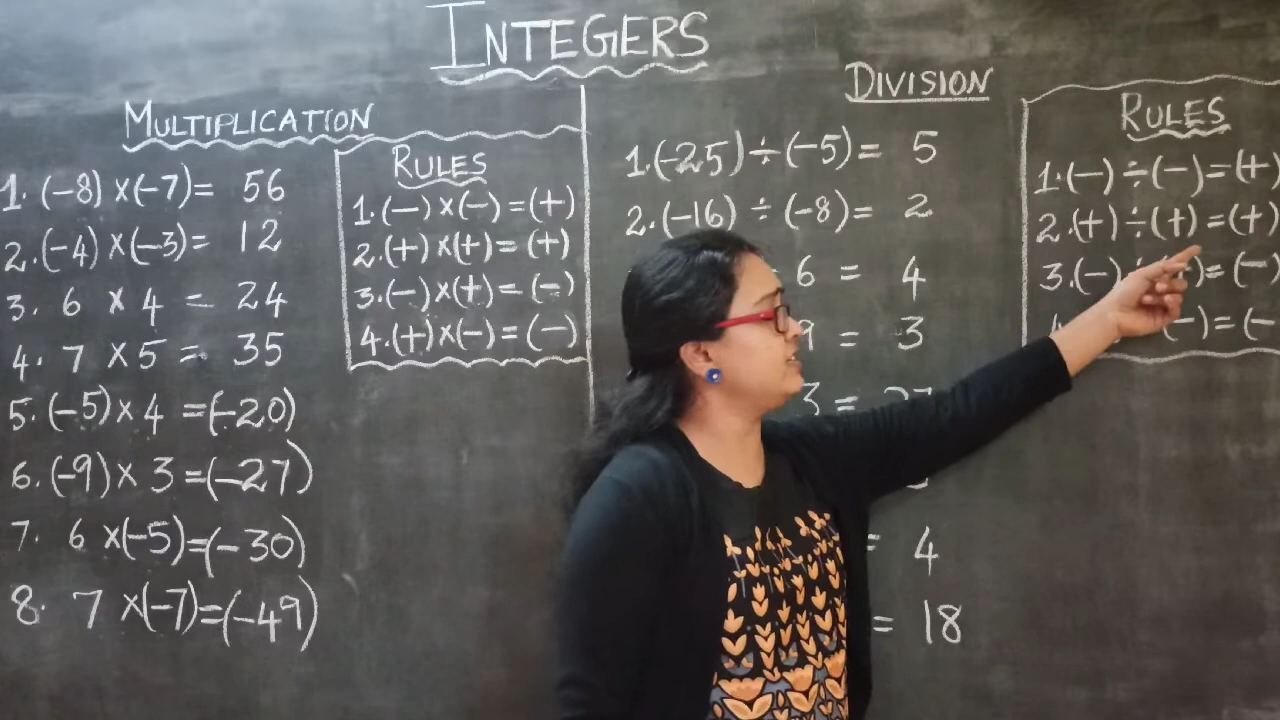 INTEGERS
MULTIPLICATION
1. (-8) x (-7) = 56
2. (-4) x (-3) = 12
3. 6 x 4 = 24
4. 7 x 5 = 35
5. (-5) x 4 = (-20)
6. (-9) x 3 = (-27)
7. 6 x (-5) = (-30)
8. 7 x (-7) = (-49)
RULES
1. (-) x (-) = (+)
2. (+) x (+) = (+)
3. (-) x (+) = (-)
4. (+) x (-) = (-)
DIVISION
1. (-25) ÷ (-5) = 5
2. (-16) ÷ (-8) = 2
6 = 4
9 = 3
3 =
= 4
= 18
RULES
1. (-) ÷ (-) = (+)
2. (+) ÷ (+) = (+)
3. (-) ÷ = (-)
(-) = (-